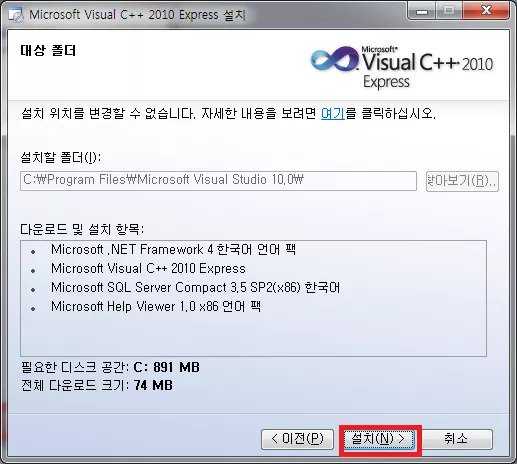 Microsoft Visual C++ 2010 Express 설치
대상 폴더
Microsoft®
Visual C++ 2010
Express
설치 위치를 변경할 수 없습니다. 자세한 내용을 보려면 여기를 클릭하십시오.
설치할 폴더(I):
C:₩Program Files₩Microsoft Visual Studio 10.0₩
찾아보기(R)..
다운로드 및 설치 항목:
• Microsoft .NET Framework 4 한국어 언어 팩
• Microsoft Visual C++ 2010 Express
• Microsoft SQL Server Compact 3.5 SP2(x86) 한국어
• Microsoft Help Viewer 1.0 x86 언어 팩
필요한 디스크 공간: C: 891 MB
전체 다운로드 크기: 74 MB
< 이전(P)
설치(N) >
취소